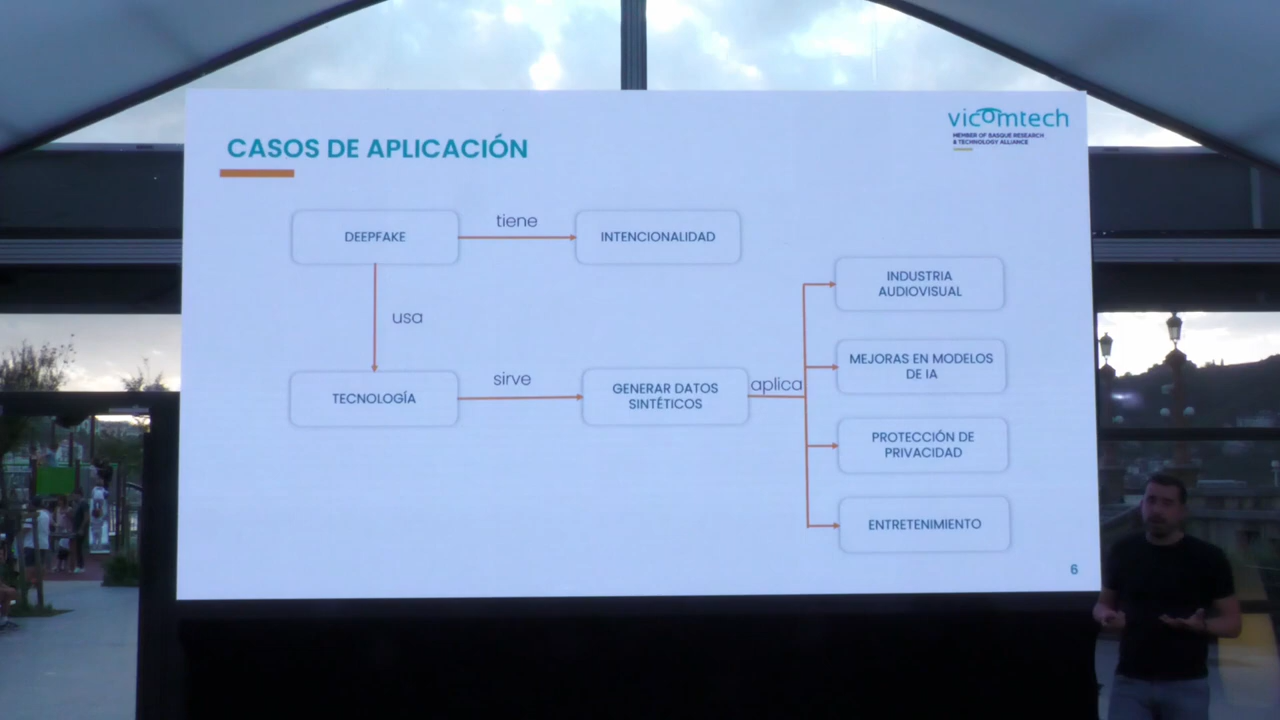 CASOS DE APLICACIÓN
vicomtech
MEMBER OF BASQUE RESEARCH
& TECHNOLOGY ALLIANCE
DEEPFAKE
tiene
INTENCIONALIDAD
usa
TECNOLOGÍA
sirve
GENERAR DATOS
SINTÉTICOS
aplica
INDUSTRIA
AUDIOVISUAL
MEJORAS EN MODELOS
DE IA
PROTECCIÓN DE
PRIVACIDAD
ENTRETENIMIENTO
6